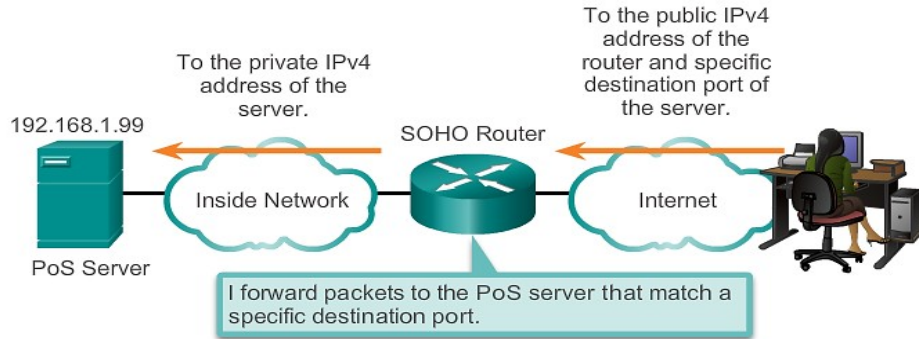 To the public IPv4
address of the
router and specific
destination port of
the server.
To the private IPv4
address of the
server.
192.168.1.99
SOHO Router
Inside Network
Internet
PoS Server
I forward packets to the PoS server that match a
specific destination port.